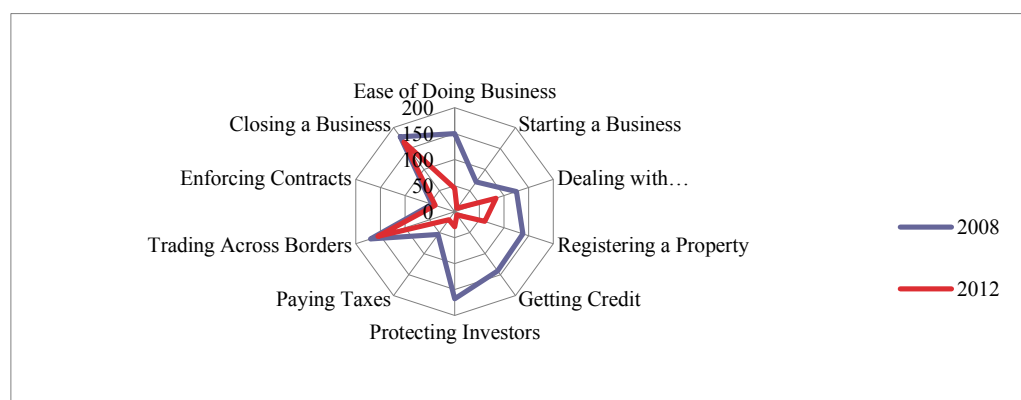 Ease of Doing Business
200
150
100
50
0
Starting a Business
Dealing with…
Registering a Property
Getting Credit
Protecting Investors
Paying Taxes
Trading Across Borders
Enforcing Contracts
Closing a Business
2008
2012